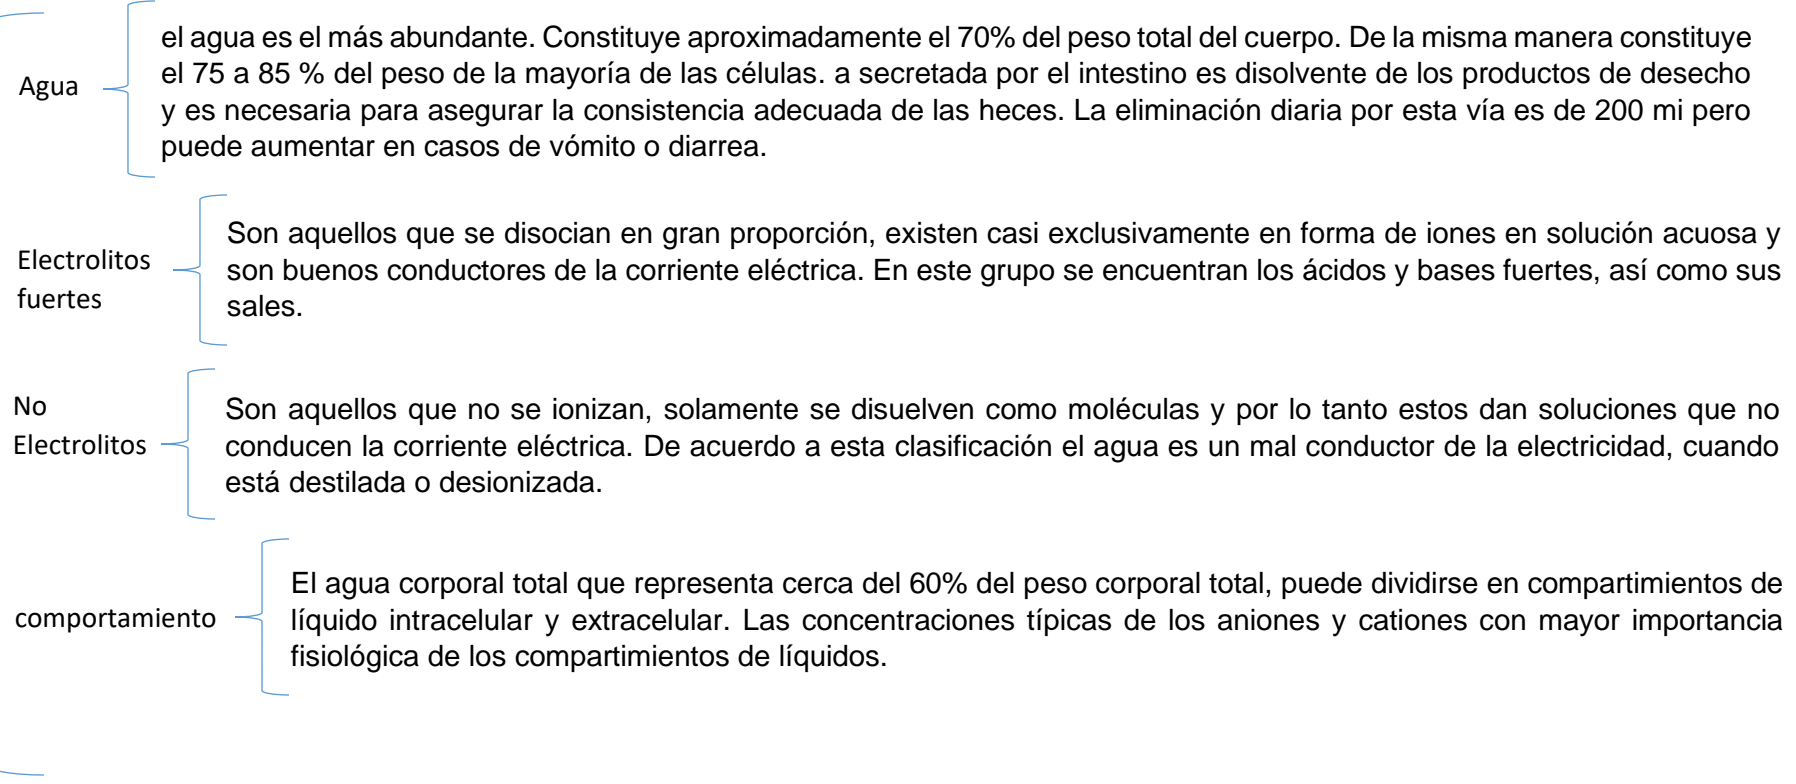 Agua
el agua es el más abundante. Constituye aproximadamente el 70% del peso total del cuerpo. De la misma manera constituye
el 75 a 85 % del peso de la mayoría de las células. a secretada por el intestino es disolvente de los productos de desecho
y es necesaria para asegurar la consistencia adecuada de las heces. La eliminación diaria por esta vía es de 200 mi pero
puede aumentar en casos de vómito o diarrea.
Electrolitos
fuertes
Son aquellos que se disocian en gran proporción, existen casi exclusivamente en forma de iones en solución acuosa y
son buenos conductores de la corriente eléctrica. En este grupo se encuentran los ácidos y bases fuertes, así como sus
sales.
No
Electrolitos
Son aquellos que no se ionizan, solamente se disuelven como moléculas y por lo tanto estos dan soluciones que no
conducen la corriente eléctrica. De acuerdo a esta clasificación el agua es un mal conductor de la electricidad, cuando
está destilada o desionizada.
comportamiento
El agua corporal total que representa cerca del 60% del peso corporal total, puede dividirse en compartimientos de
líquido intracelular y extracelular. Las concentraciones típicas de los aniones y cationes con mayor importancia
fisiológica de los compartimientos de líquidos.